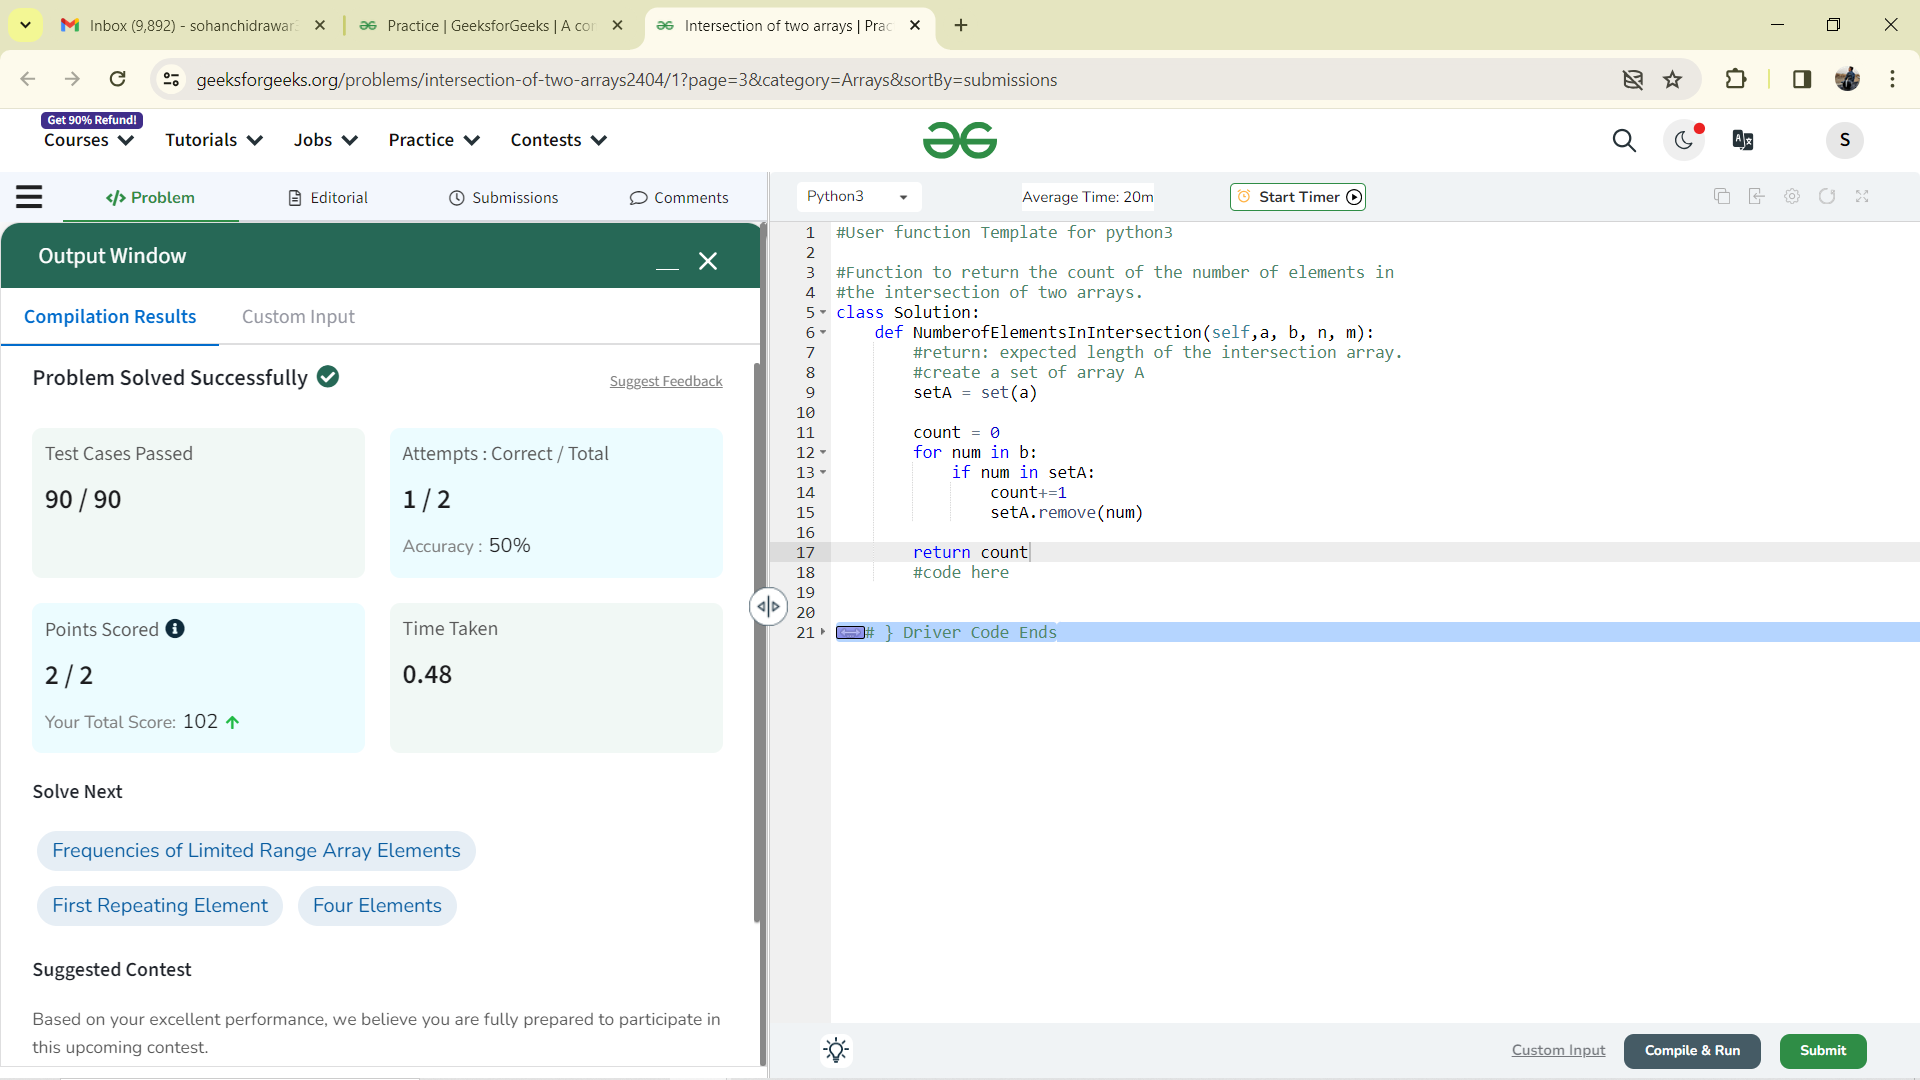 Inbox (9,892) - sohanchidrawar
Practice | GeeksforGeeks | A co
Intersection of two arrays | Prac
geeksforgeeks.org/problems/intersection-of-two-arrays2404/1?page=3&category=Arrays&sortBy=submissions
Get 90% Refund!
Courses
Tutorials
Jobs
Practice
Contests
S
</> Problem
Editorial
Submissions
Comments
Python3
Average Time: 20m
Start Timer
Output Window
Compilation Results
Custom Input
Problem Solved Successfully
Suggest Feedback
Test Cases Passed
90 / 90
Attempts : Correct / Total
1 / 2
Accuracy : 50%
Points Scored
2 / 2
Your Total Score: 102
Time Taken
0.48
Solve Next
Frequencies of Limited Range Array Elements
First Repeating Element
Four Elements
Suggested Contest
Based on your excellent performance, we believe you are fully prepared to participate in
this upcoming contest.
1 #User function Template for python3
2
3 #Function to return the count of the number of elements in
4 #the intersection of two arrays.
5 class Solution:
6 def NumberofElementsInIntersection(self,a, b, n, m):
7 #return: expected length of the intersection array.
8 #create a set of array A
9 setA = set(a)
10
11 count = 0
12 for num in b:
13 if num in setA:
14 count+=1
15 setA.remove(num)
16
17 return count
18 #code here
19
20
21 # } Driver Code Ends
Custom Input
Compile & Run
Submit